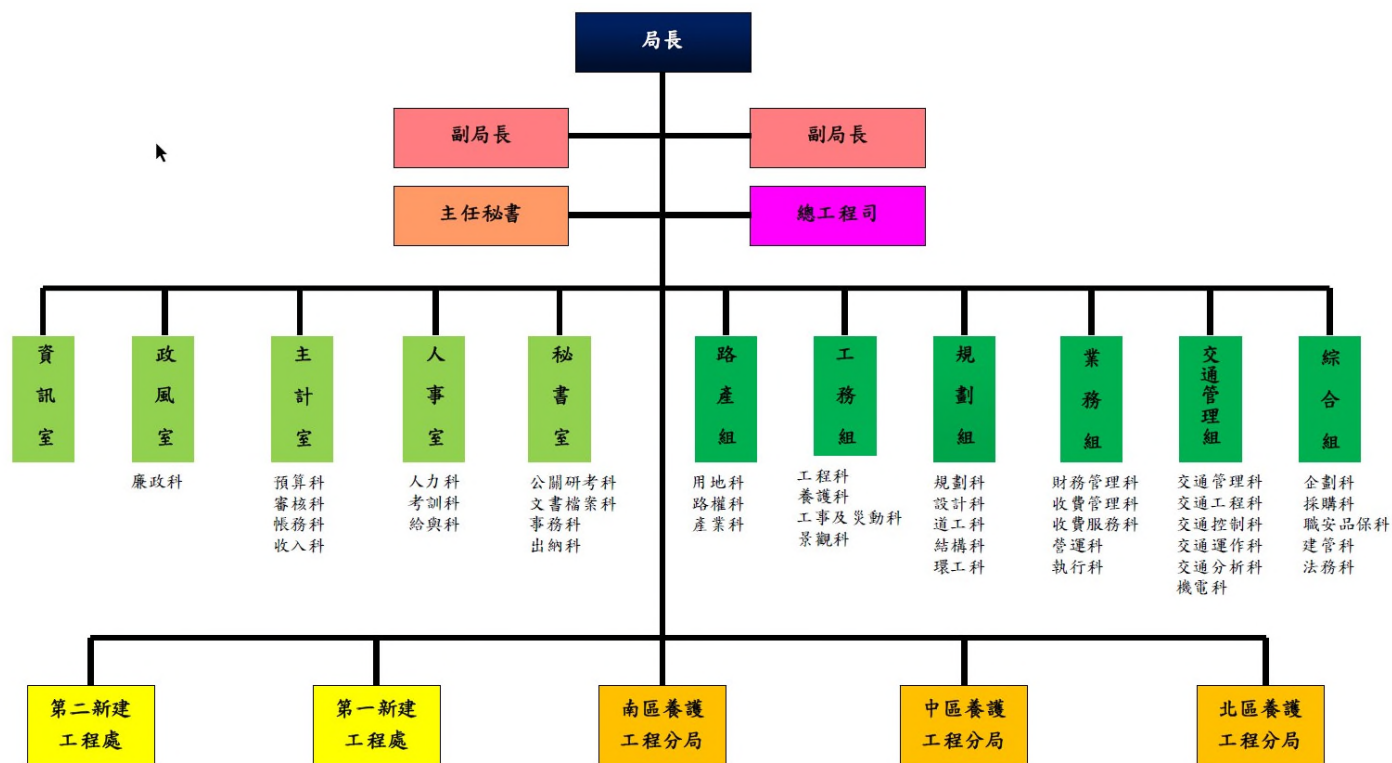 局長
副局長
副局長
主任秘書
總工程司
資訊室
政風室
廉政科
主計室
預算科
審核科
帳務科
收入科
人事室
人力科
考訓科
給與科
秘書室
公關研考科
文書檔案科
事務科
出納科
路產組
用地科
路權科
產業科
工務組
工程科
養護科
工事及災動科
景觀科
規劃組
規劃科
設計科
道工科
結構科
環工科
業務組
財務管理科
收費管理科
收費服務科
營運科
執行科
交通管理組
交通管理科
交通工程科
交通控制科
交通運作科
交通分析科
機電科
綜合組
企劃科
採購科
職安品保科
建管科
法務科
第二新建
工程處
第一新建
工程處
南區養護
工程分局
中區養護
工程分局
北區養護
工程分局